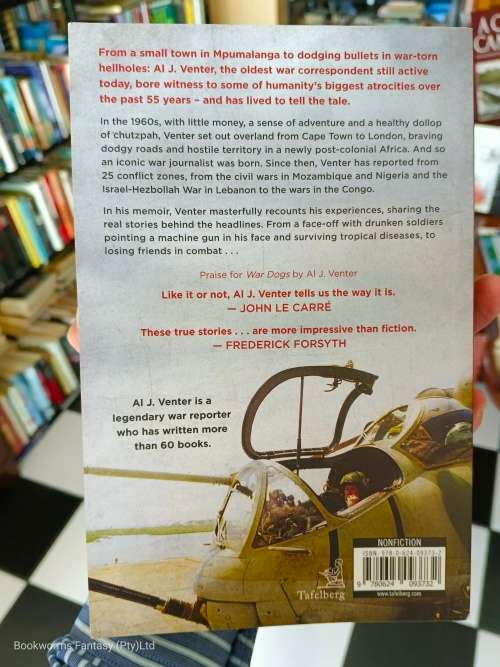 From a small town in Mpumalanga to dodging bullets in war-torn
hellholes: Al J. Venter, the oldest war correspondent still active
today, bore witness to some of humanity's biggest atrocities over
the past 55 years – and has lived to tell the tale.
In the 1960s, with little money, a sense of adventure and a healthy dollop
of chutzpah, Venter set out overland from Cape Town to London, braving
dodgy roads and hostile territory in a newly post-colonial Africa. And so
an iconic war journalist was born. Since then, Venter has reported from
25 conflict zones, from the civil wars in Mozambique and Nigeria and the
Israel-Hezbollah War in Lebanon to the wars in the Congo.
In his memoir, Venter masterfully recounts his experiences, sharing the
real stories behind the headlines. From a face-off with drunken soldiers
pointing a machine gun in his face and surviving tropical diseases, to
losing friends in combat . . .
Praise for War Dogs by Al J. Venter
Like it or not, Al J. Venter tells us the way it is.
— JOHN LE CARRÉ
These true stories . . . are more impressive than fiction.
— FREDERICK FORSYTH
Al J. Venter is a
legendary war reporter
who has written more
than 60 books.
NONFICTION
ISBN: 978-0-624-09373-2
9 780624 093732
www.tafelberg.com
Tafelberg
Bookworms Fantasy (Pty)Ltd